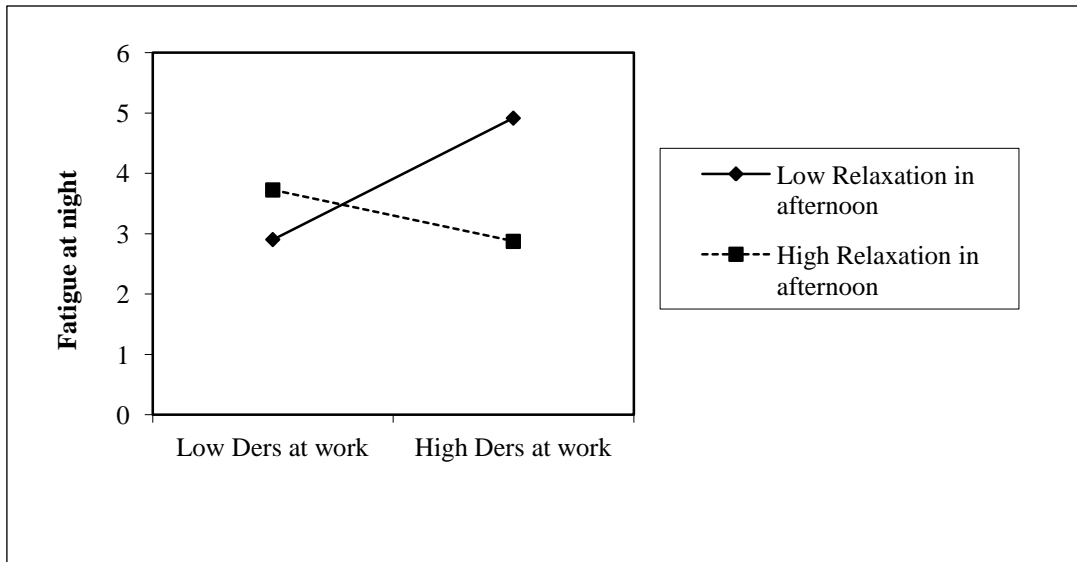 6
5
4
3
2
1
0
Fatigue at night
Low Ders at work
High Ders at work
Low Relaxation in
afternoon
High Relaxation in
afternoon